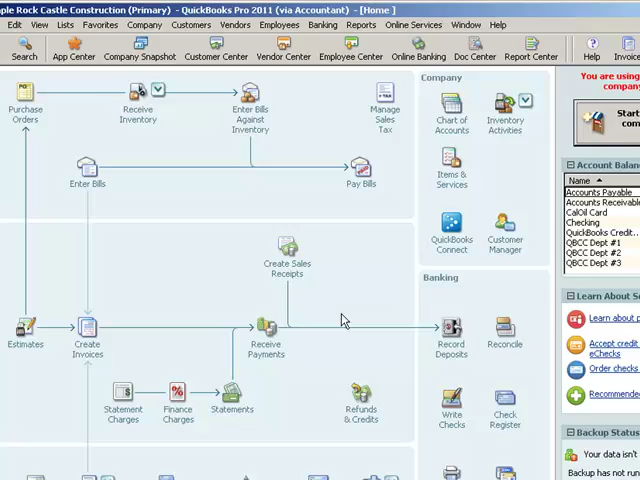 ple Rock Castle Construction (Primary) - QuickBooks Pro 2011 (via Accountant) - [Home ]
Edit View Lists Favorites Company Customers Vendors Employees Banking Reports Online Services Window Help
Search App Center Company Snapshot Customer Center Vendor Center Employee Center Online Banking Doc Center Report Center Help Invoice
Purchase
Orders
Receive
Inventory
Enter Bills
Against
Inventory
Manage
Sales
Tax
Enter Bills
Pay Bills
Create Sales
Receipts
Estimates
Create
Invoices
Receive
Payments
Statement
Charges
Finance
Charges
Statements
Refunds
& Credits
Company
Chart of
Accounts
Inventory
Activities
Items &
Services
QuickBooks
Connect
Customer
Manager
Banking
Record
Deposits
Reconcile
Write
Checks
Check
Register
You are using
company
Start
com
Account Balan
Name
Accounts Payable
Accounts Receivable
CalOil Card
Checking
QuickBooks Credit...
QBCC Dept #1
QBCC Dept #2
QBCC Dept #3
Learn About Se
Learn about p
Accept credit
eChecks
Order checks
Recommended
Backup Status
Your data isn't
Backup has not run